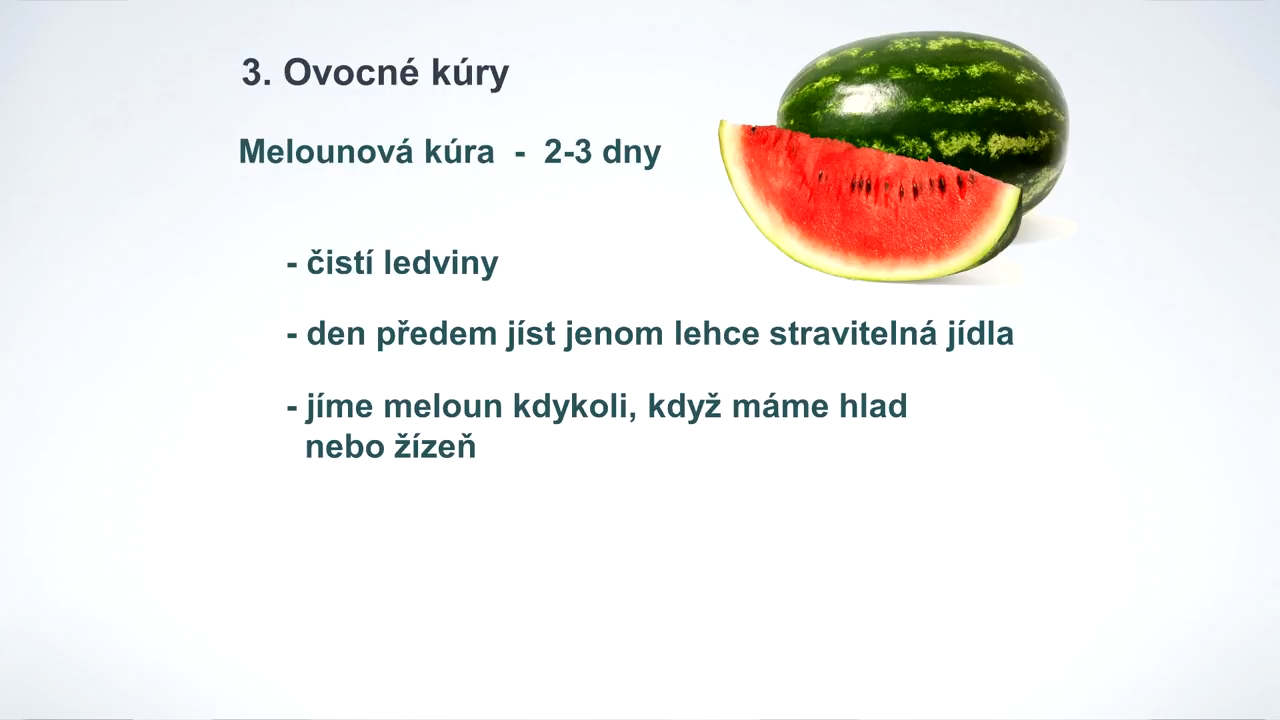 3. Ovocné kúry
Melounová kúra - 2-3 dny
- čistí ledviny
- den předem jíst jenom lehce stravitelná jídla
- jíme meloun kdykoli, když máme hlad
nebo žízeň